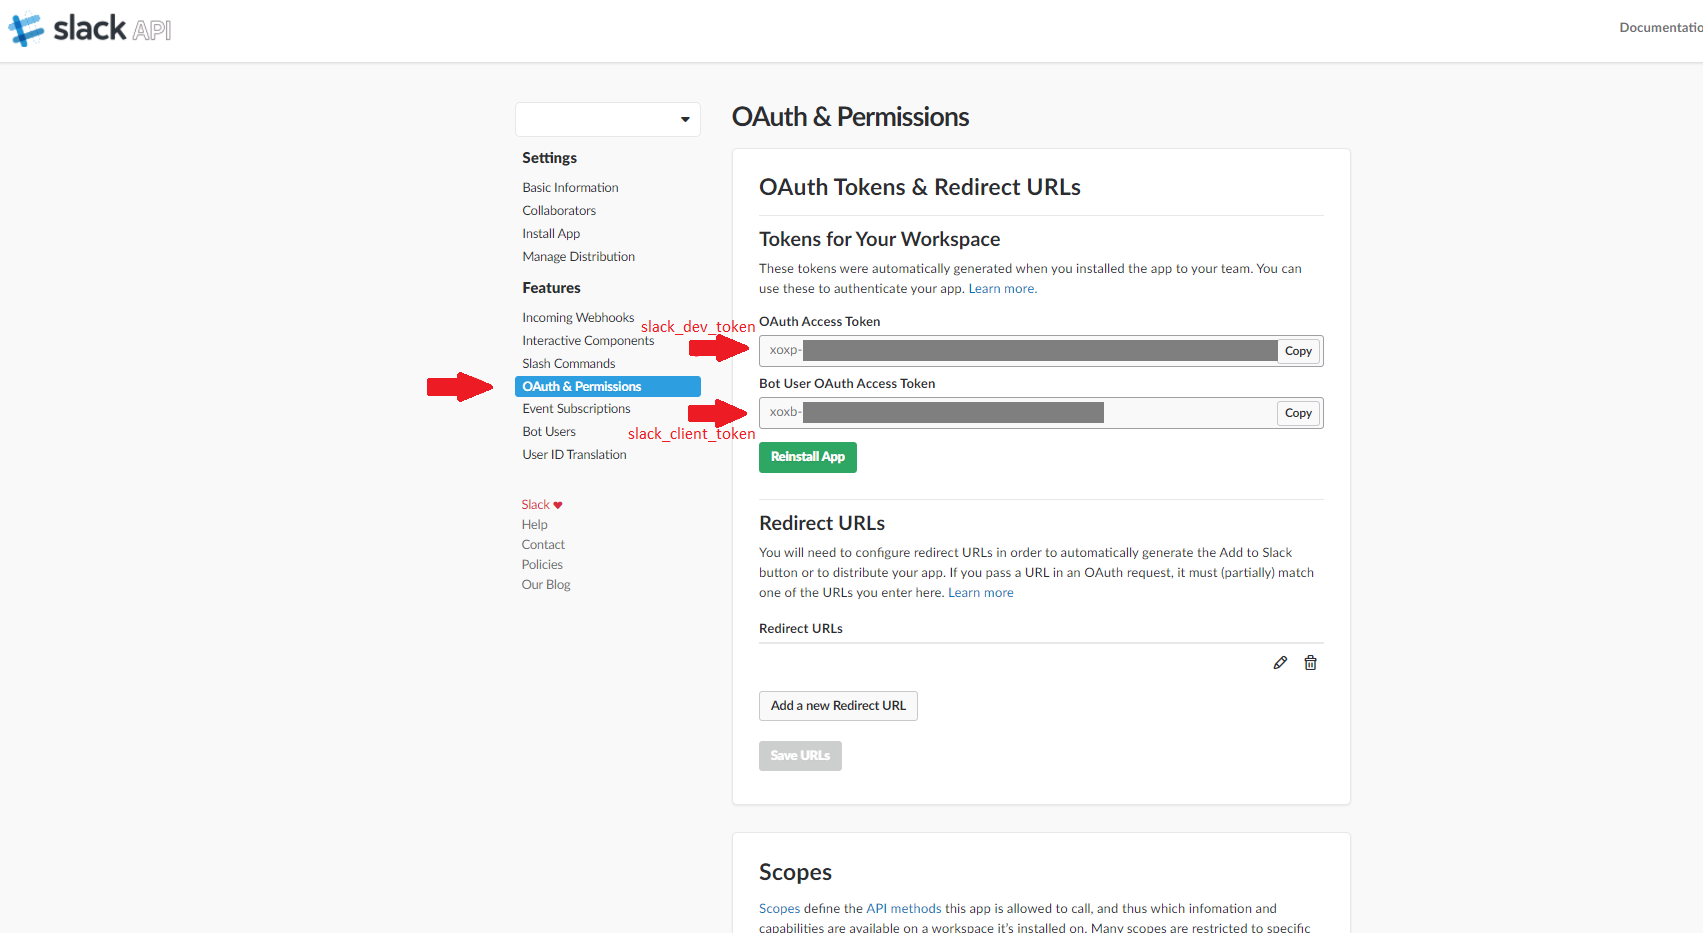 slack API
Documentatio
Settings
Basic Information
Collaborators
Install App
Manage Distribution
Features
Incoming Webhooks
Interactive Components
Slash Commands
OAuth & Permissions
Event Subscriptions
Bot Users
User ID Translation
Slack ♥
Help
Contact
Policies
Our Blog
OAuth & Permissions
OAuth Tokens & Redirect URLs
Tokens for Your Workspace
These tokens were automatically generated when you installed the app to your team. You can
use these to authenticate your app. Learn more.
slack_dev_token
OAuth Access Token
xoxp-
Copy
Bot User OAuth Access Token
xoxb-
Copy
slack_client_token
Reinstall App
Redirect URLs
You will need to configure redirect URLs in order to automatically generate the Add to Slack
button or to distribute your app. If you pass a URL in an OAuth request, it must (partially) match
one of the URLs you enter here. Learn more
Redirect URLs
Add a new Redirect URL
Save URLs
Scopes
Scopes define the API methods this app is allowed to call, and thus which infomation and
capabilities are available on a workspace it's installed on. Many scopes are restricted to specific